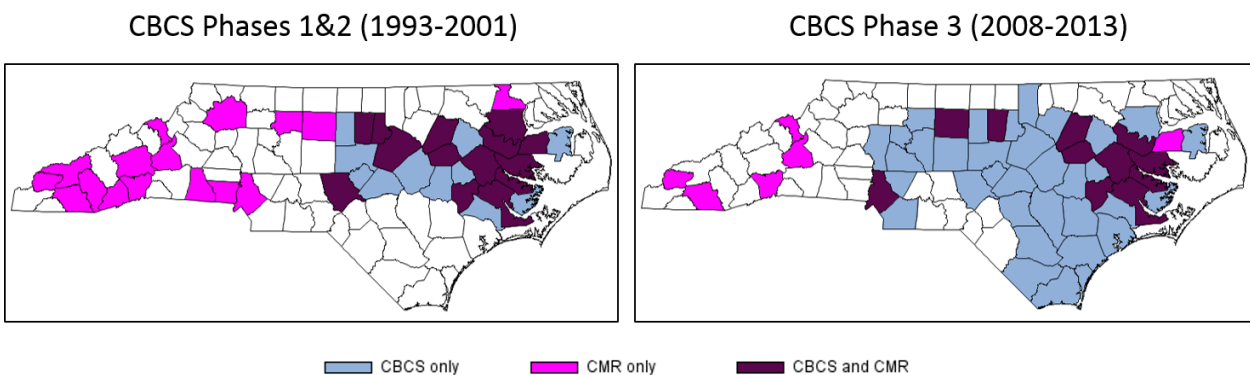 CBCS Phases 1&2 (1993-2001)
CBCS Phase 3 (2008-2013)
CBCS only
CMR only
CBCS and CMR